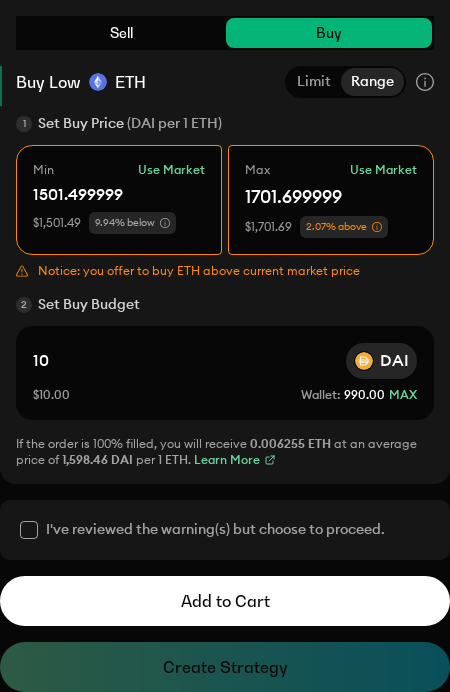 Sell Buy
Buy Low ETH Limit Range
1 Set Buy Price (DAI per 1 ETH)
Min Use Market Max Use Market
1501.499999 1701.699999
$1,501.49 9.94% below $1,701.69 2.07% above
Notice: you offer to buy ETH above current market price
2 Set Buy Budget
10 DAI
$10.00 Wallet: 990.00 MAX
If the order is 100% filled, you will receive 0.006255 ETH at an average
price of 1,598.46 DAI per 1 ETH. Learn More
I've reviewed the warning(s) but choose to proceed.
Add to Cart
Create Strategy